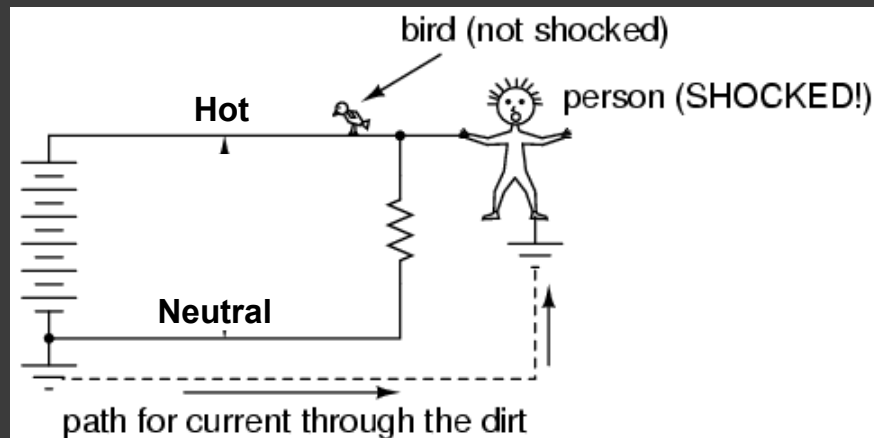 bird (not shocked)
Hot
person (SHOCKED!)
Neutral
path for current through the dirt